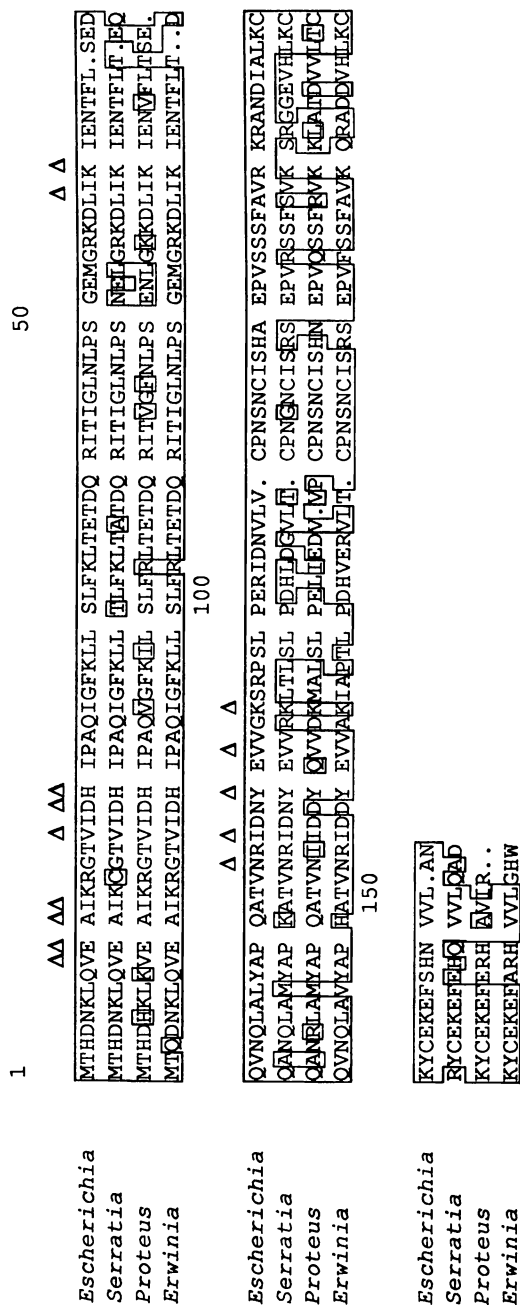 1 50
Δ Δ Δ Δ Δ Δ Δ Δ Δ
Escherichia MTHDNKLQVE AIKRGTVIDH IPAQIGFKLL SLFKLTETDQ RITIGLNLPS GEMGRKDLIK IENTFL.SED
Serratia MTHDNKLQVE AIKCGTVIDH IPAQIGFKLL TLFKLTATDQ RITIGLNLPS NELGRKDLIK IENTFLT.EQ
Proteus MTHDHKLKVE AIKRGTVIDH IPAQVGFKIL SLFRLTETDQ RITVGFNLPS ENLGKKDLIK IENVFLTSE.
Erwinia MTQDNKLQVE AIKRGTVIDH IPAQIGFKLL SLFRLTETDQ RITIGLNLPS GEMGRKDLIK IENTFLT..D
100
Δ Δ Δ Δ Δ
Escherichia QVNQLALYAP QATVNRIDNY EVVGKSRPSL PERIDNVLV. CPNSNCISHA EPVSSSFAVR KRANDIALKC
Serratia QANQLAMYAP KATVNRIDNY EVVRKLTLSL PDHLDGVLT. CPNGNCISRS EPVRSSFSVK SRGGEVHLKC
Proteus QANRLAMYAP QATVNIIDDY QVVDKMALSL PELIEDV.VP CPNSNCISHN EPVQSSFRVK KLATDVVLTC
Erwinia QVNQLAVYAP HATVNRIDDY EVVAKIAPTL PDHVERVLT. CPNSNCISRS EPVFSSFAVK QRADDVHLKC
150
Escherichia KYCEKEFSHN VVL.AN
Serratia RYCEKEFEHQ VVLQAD
Proteus KYCEKEFERH AVIR..
Erwinia KYCEKEFARH VVLGHW